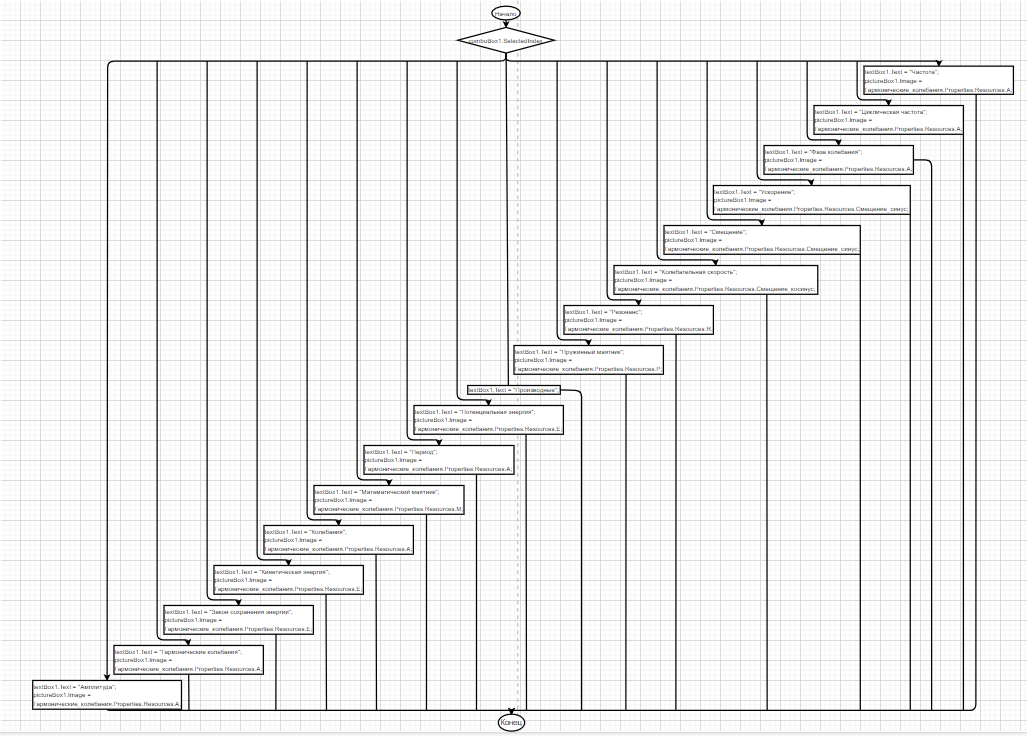 Начало
comboBox1.SelectedIndex
textBox1.Text = "Частота";
pictureBox1.Image =
Гармонические_колебания.Properties.Resources.A;
textBox1.Text = "Циклическая частота";
pictureBox1.Image =
Гармонические_колебания.Properties.Resources.A;
textBox1.Text = "Фаза колебания";
pictureBox1.Image =
Гармонические_колебания.Properties.Resources.A;
textBox1.Text = "Ускорение";
pictureBox1.Image =
Гармонические_колебания.Properties.Resources.Смещение_синус;
textBox1.Text = "Смещение";
pictureBox1.Image =
Гармонические_колебания.Properties.Resources.Смещение_синус;
textBox1.Text = "Колебательная скорость";
pictureBox1.Image =
Гармонические_колебания.Properties.Resources.Смещение_косинус;
textBox1.Text = "Резонанс";
pictureBox1.Image =
Гармонические_колебания.Properties.Resources.R;
textBox1.Text = "Пружинный маятник";
pictureBox1.Image =
Гармонические_колебания.Properties.Resources.P;
textBox1.Text = "Производные";
textBox1.Text = "Потенциальная энергия";
pictureBox1.Image =
Гармонические_колебания.Properties.Resources.E;
textBox1.Text = "Период";
pictureBox1.Image =
Гармонические_колебания.Properties.Resources.A;
textBox1.Text = "Математический маятник";
pictureBox1.Image =
Гармонические_колебания.Properties.Resources.M;
textBox1.Text = "Колебания";
pictureBox1.Image =
Гармонические_колебания.Properties.Resources.A;
textBox1.Text = "Кинетическая энергия";
pictureBox1.Image =
Гармонические_колебания.Properties.Resources.E;
textBox1.Text = "Закон сохранения энергии";
pictureBox1.Image =
Гармонические_колебания.Properties.Resources.E;
textBox1.Text = "Гармонические колебания";
pictureBox1.Image =
Гармонические_колебания.Properties.Resources.A;
textBox1.Text = "Амплитуда";
pictureBox1.Image =
Гармонические_колебания.Properties.Resources.A;
Конец